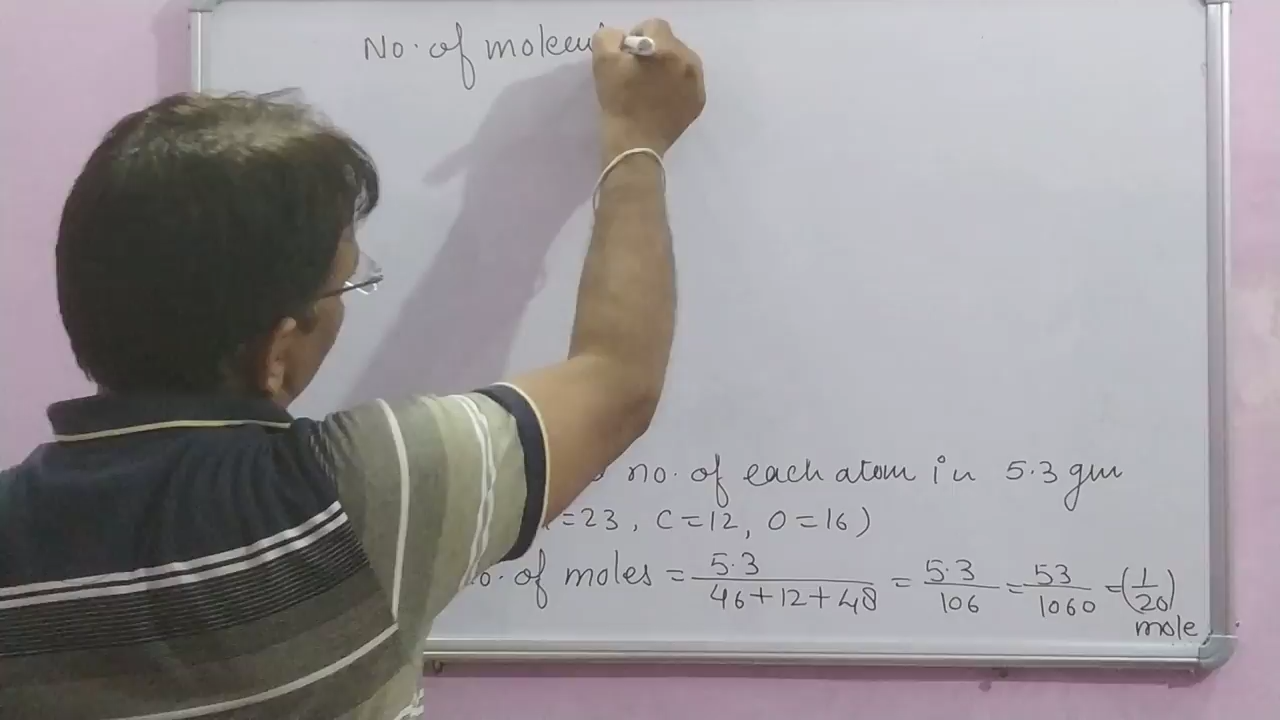 No. of molecu
no. of each atom in 5.3 gm
=23, C=12, O=16)
o. of moles = 5.3 / 46+12+48 = 5.3 / 106 = 53 / 1060 = (1/20)
mole